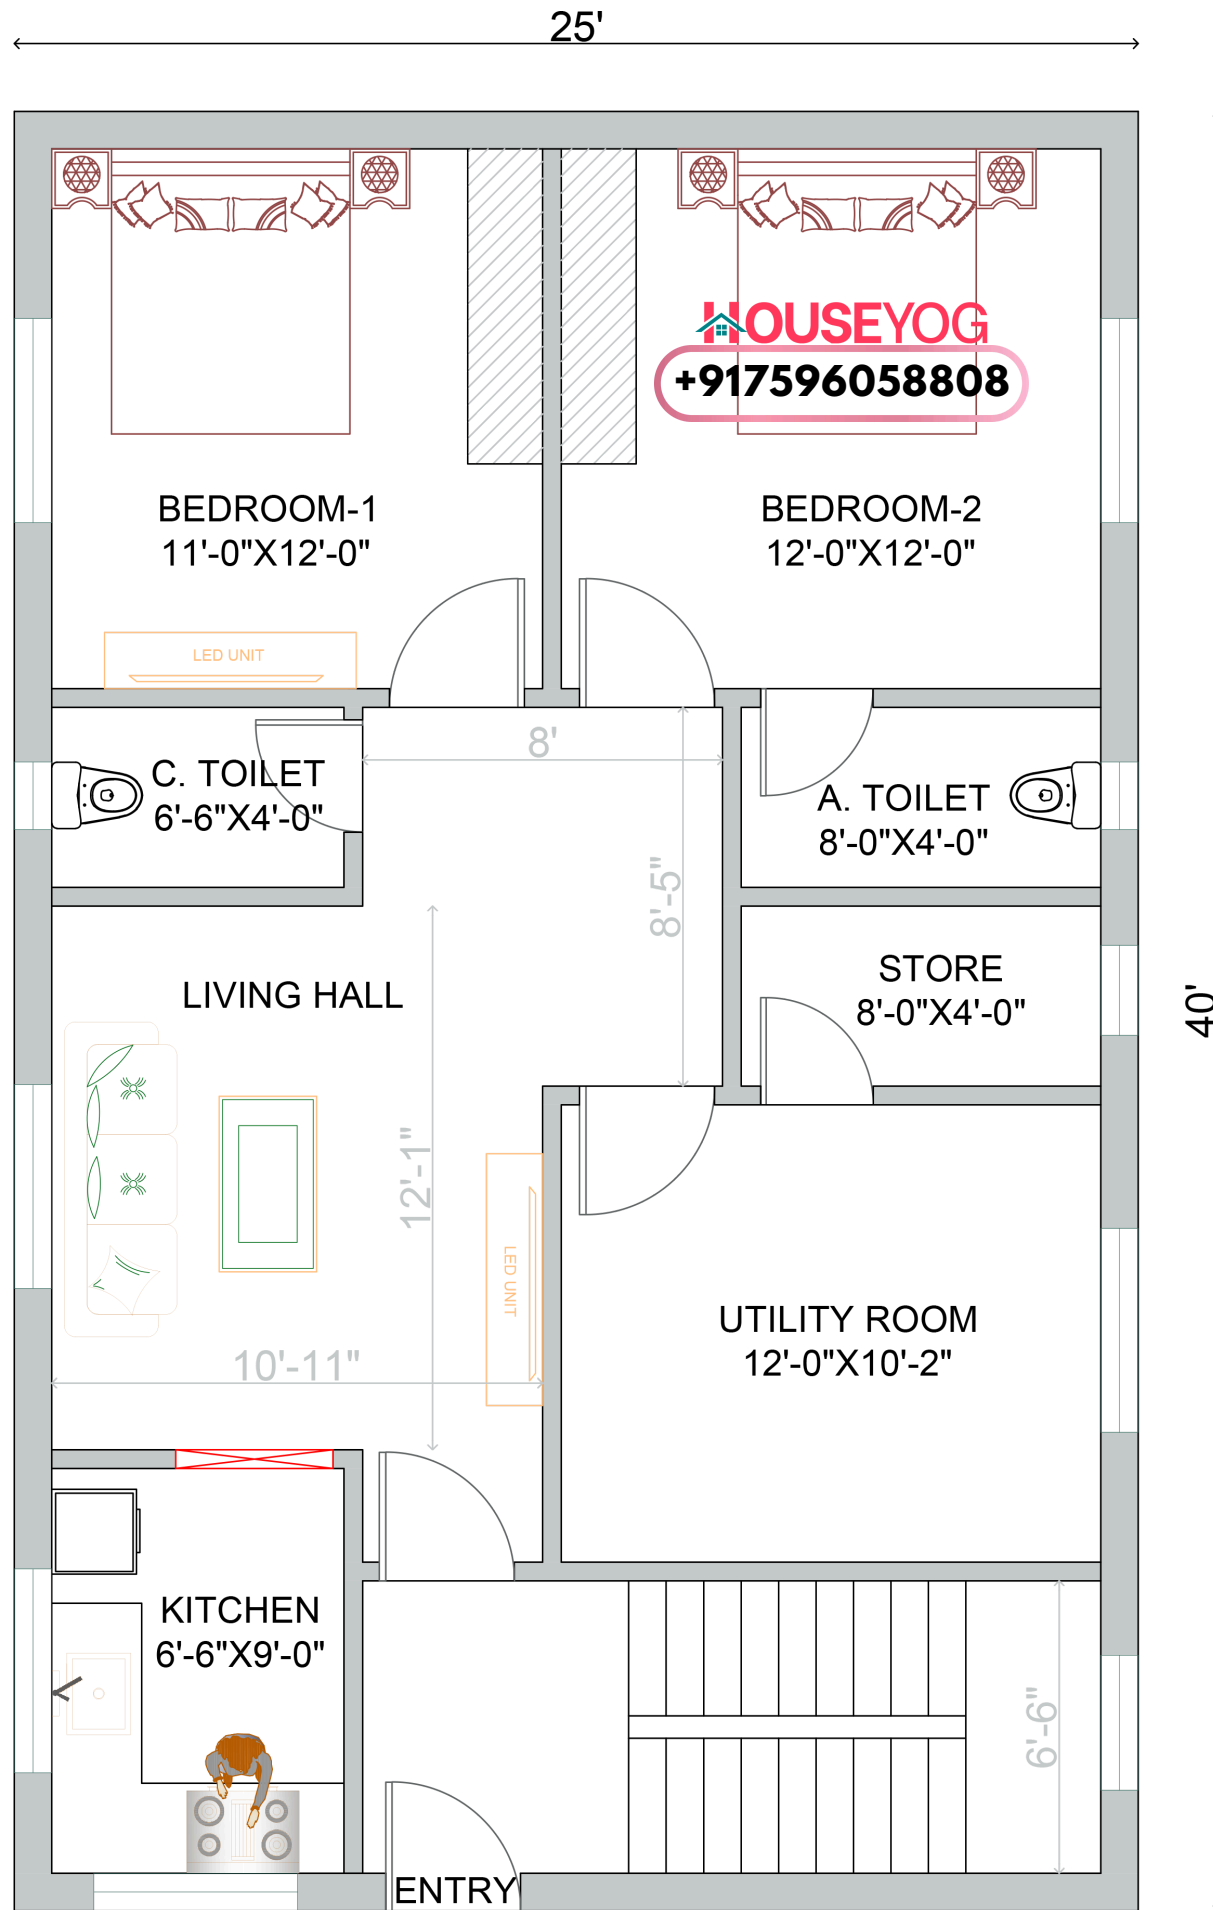 25'
HOUSEYOG
+917596058808
BEDROOM-1
11'-0"X12'-0"
BEDROOM-2
12'-0"X12'-0"
LED UNIT
8'
C. TOILET
6'-6"X4'-0"
A. TOILET
8'-0"X4'-0"
8'-5"
STORE
8'-0"X4'-0"
LIVING HALL
40'
12'-1"
LED UNIT
10'-11"
UTILITY ROOM
12'-0"X10'-2"
KITCHEN
6'-6"X9'-0"
6'-6"
ENTRY